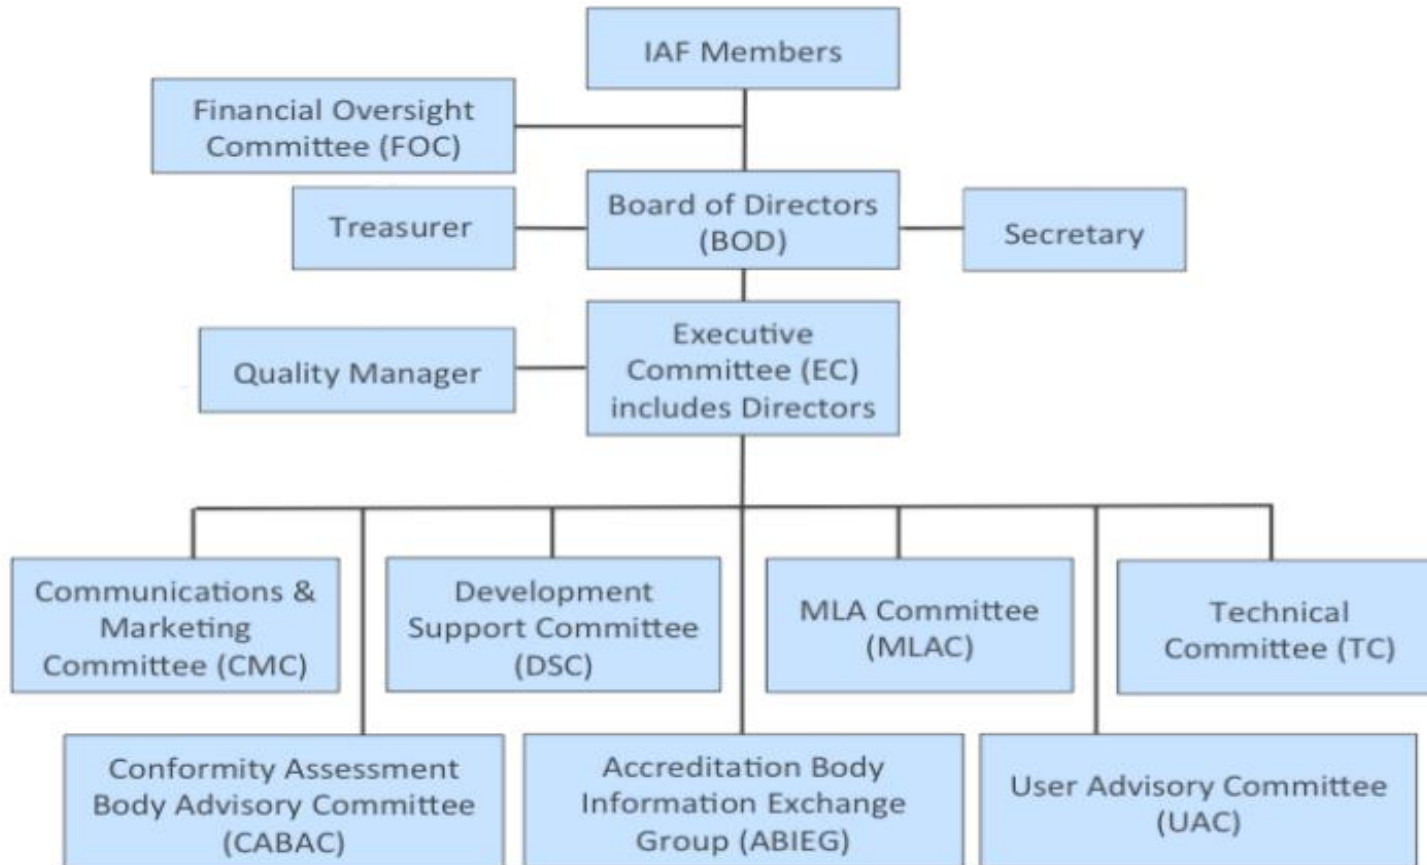 IAF Members
Financial Oversight
Committee (FOC)
Board of Directors
(BOD)
Treasurer
Secretary
Executive
Committee (EC)
includes Directors
Quality Manager
Communications &
Marketing
Committee (CMC)
Development
Support Committee
(DSC)
MLA Committee
(MLAC)
Technical
Committee (TC)
Conformity Assessment
Body Advisory Committee
(CABAC)
Accreditation Body
Information Exchange
Group (ABIEG)
User Advisory Committee
(UAC)